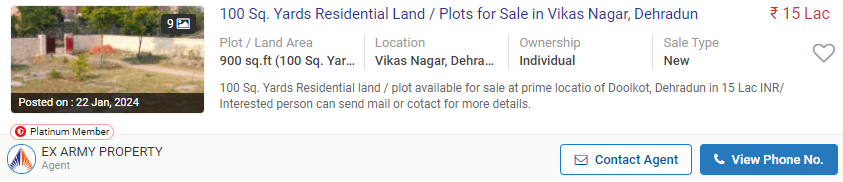 100 Sq. Yards Residential Land / Plots for Sale in Vikas Nagar, Dehradun
₹ 15 Lac
9
Plot / Land Area
Location
Ownership
Sale Type
900 sq.ft (100 Sq. Yar...
Vikas Nagar, Dehra...
Individual
New
100 Sq. Yards Residential land / plot available for sale at prime locatio of Doolkot, Dehradun in 15 Lac INR/
Interested person can send mail or cotact for more details.
Posted on : 22 Jan, 2024
Platinum Member
EX ARMY PROPERTY
Agent
Contact Agent
View Phone No.